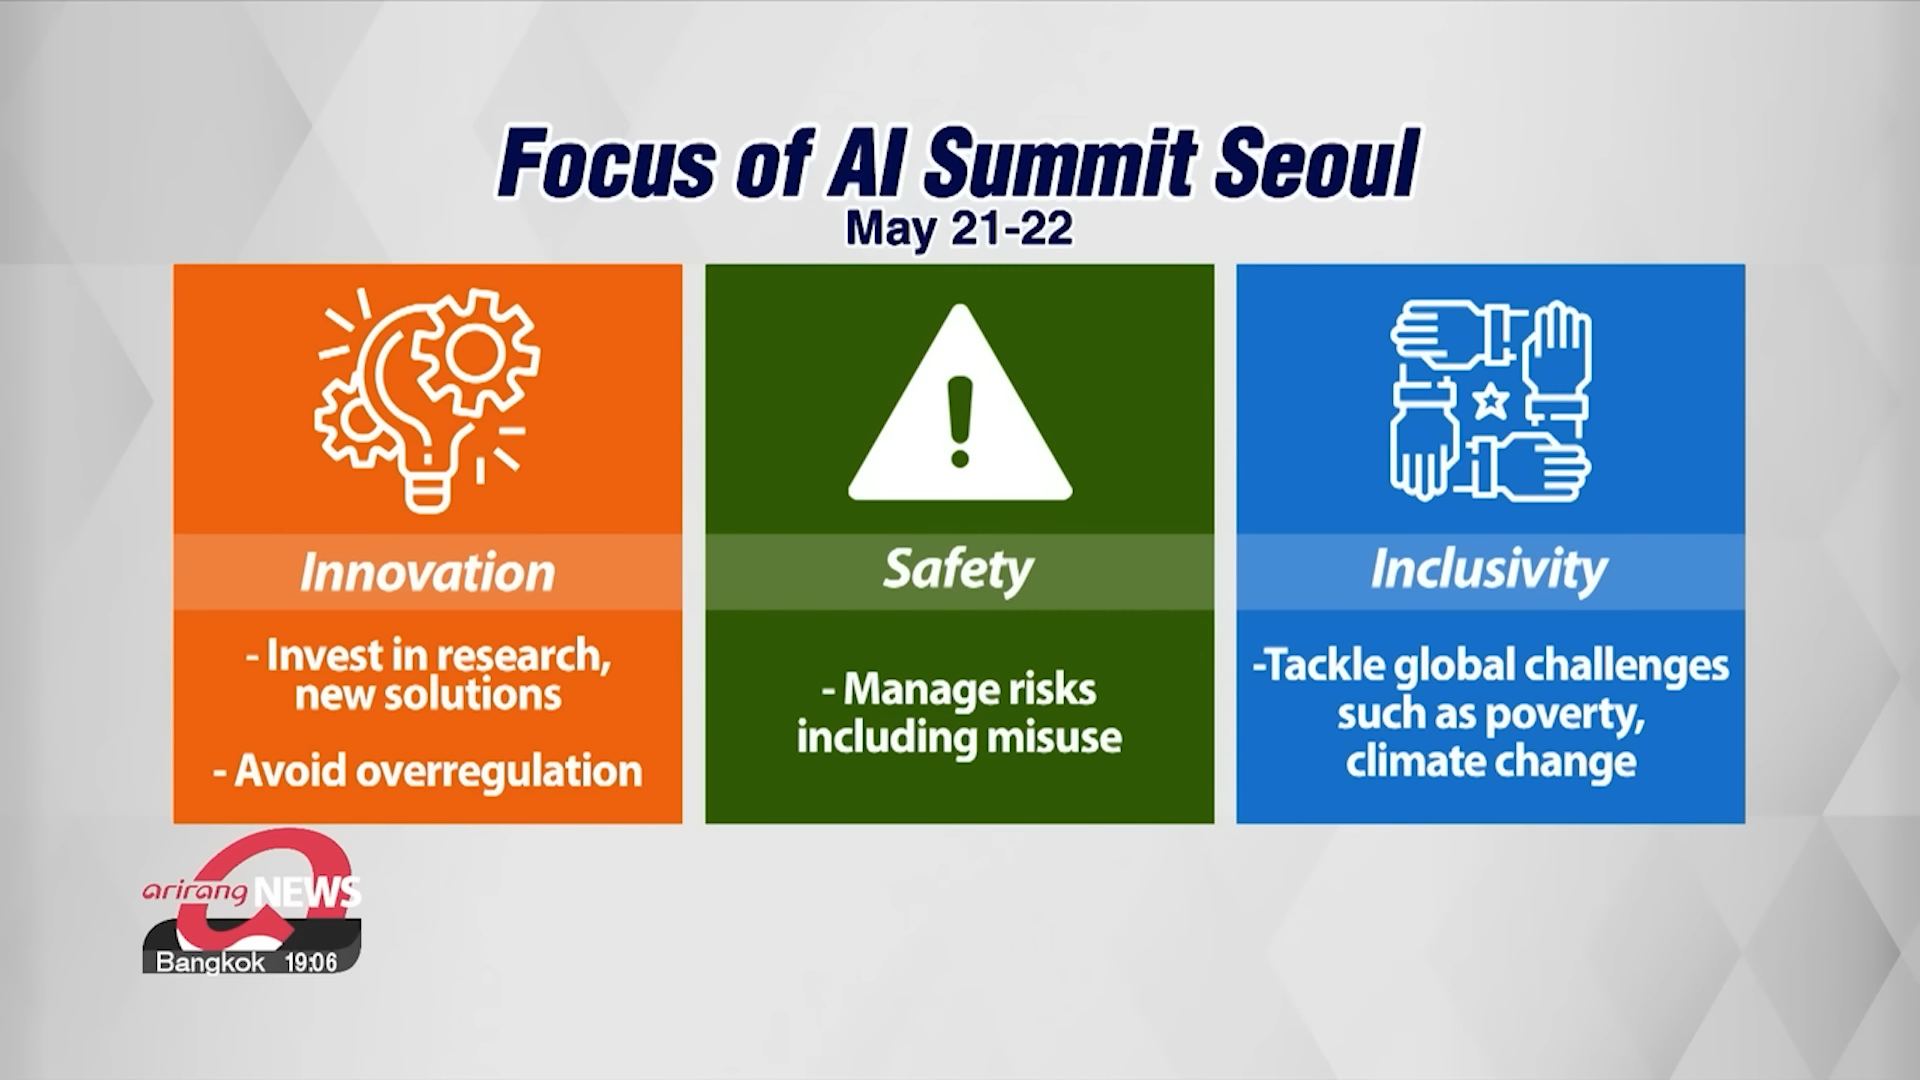 Focus of AI Summit Seoul
May 21-22
Innovation
- Invest in research,
new solutions
- Avoid overregulation
Safety
- Manage risks
including misuse
Inclusivity
-Tackle global challenges
such as poverty,
climate change
arirang NEWS
Bangkok 19:06